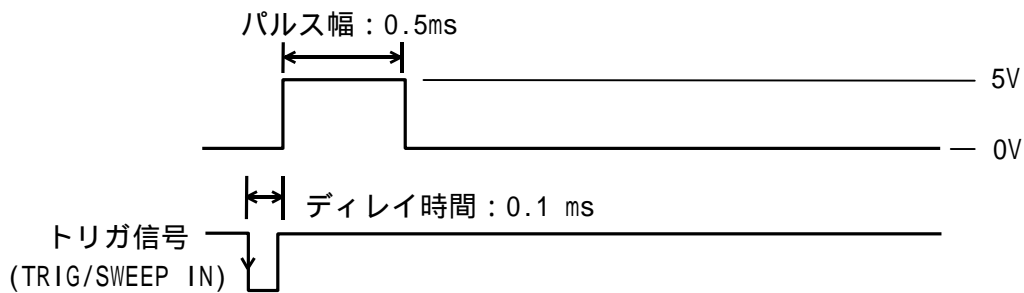 パルス幅：0.5ms
5V
0V
ディレイ時間：0.1 ms
トリガ信号
(TRIG/SWEEP IN)